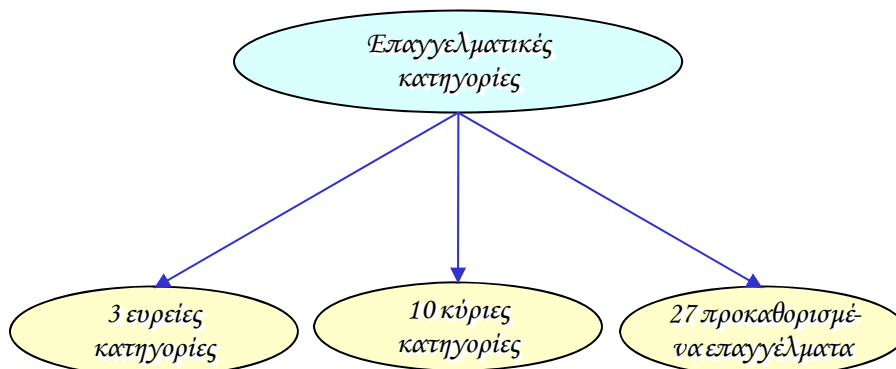 Επαγγελματικές
κατηγορίες
3 ευρείες
κατηγορίες
10 κύριες
κατηγορίες
27 προκαθορισμέ-
να επαγγέλματα